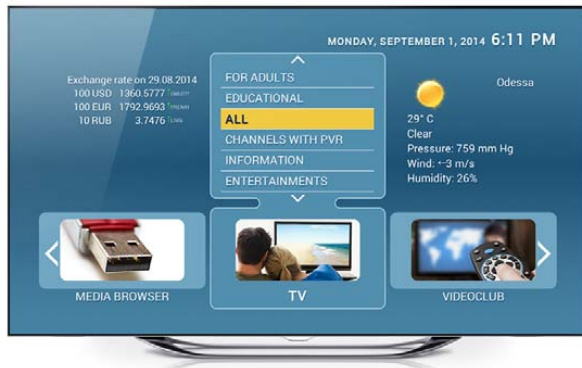 MONDAY, SEPTEMBER 1, 2014 6:11 PM
Exchange rate on 29.08.2014
100 USD 1360.5777
100 EUR 1792.9693
10 RUB 3.7476
FOR ADULTS
EDUCATIONAL
ALL
CHANNELS WITH PVR
INFORMATION
ENTERTAINMENTS
Odessa
29° C
Clear
Pressure: 759 mm Hg
Wind: ←3 m/s
Humidity: 26%
MEDIA BROWSER
TV
VIDEOCLUB